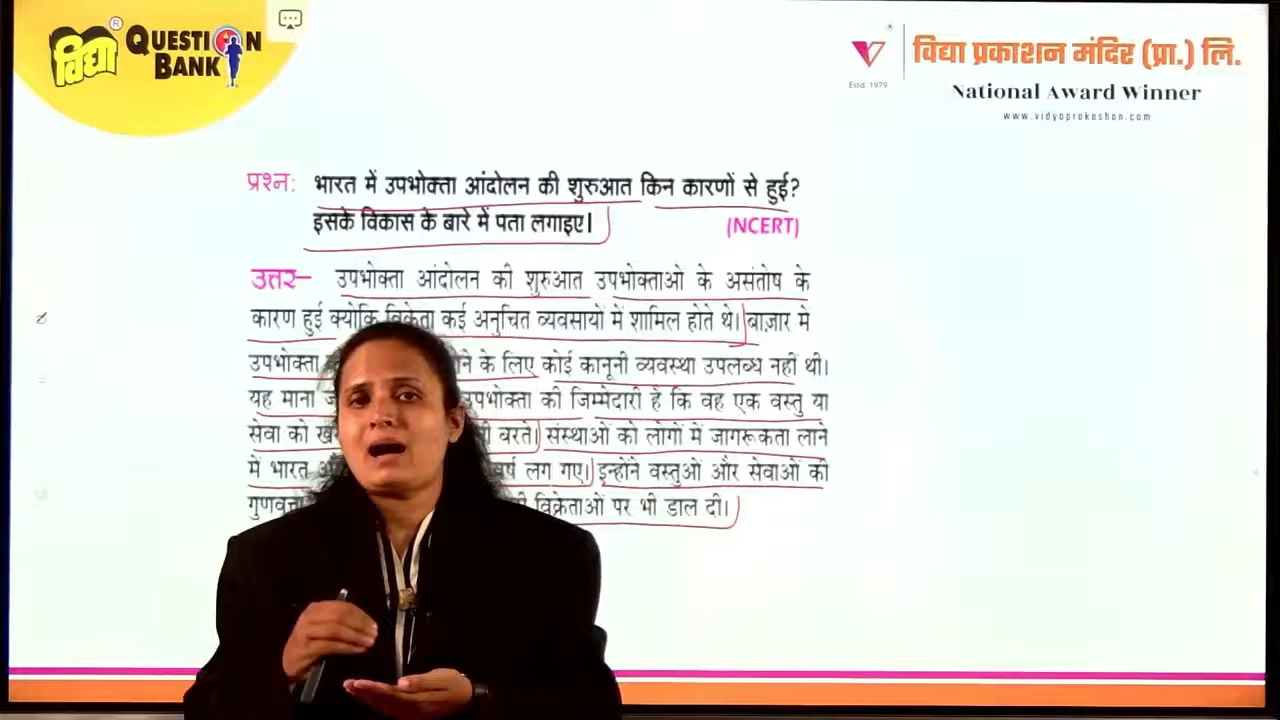 विद्या
®
QUESTION
BANK
Estd. 1979
विद्या प्रकाशन मंदिर (प्रा.) लि.
National Award Winner
www.vidyaprakashan.com
प्रश्न: भारत में उपभोक्ता आंदोलन की शुरुआत किन कारणों से हुई?
इसके विकास के बारे में पता लगाइए। (NCERT)
उत्तर– उपभोक्ता आंदोलन की शुरुआत उपभोक्ताओ के असंतोष के
कारण हुई क्योकि विक्रेता कई अनुचित व्यवसायों में शामिल होते थे। बाज़ार मे
उपभोक्ता के लिए कोई कानूनी व्यवस्था उपलब्ध नहीं थी।
यह माना उपभोक्ता की जिम्मेदारी है कि वह एक वस्तु या
सेवा को बरते। संस्थाओं को लोगों में जागरूकता लाने
में भारत वर्ष लग गए। इन्होंने वस्तुओं और सेवाओं की
विक्रेताओं पर भी डाल दी।